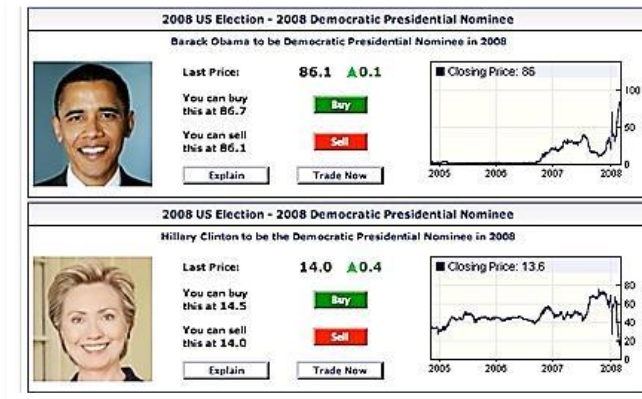 2008 US Election - 2008 Democratic Presidential Nominee
Barack Obama to be Democratic Presidential Nominee in 2008
Last Price: 86.1 ▲0.1
You can buy
this at 86.7
Buy
You can sell
this at 86.1
Sell
Explain Trade Now
Closing Price: 86
100
50
0
2005 2006 2007 2008
2008 US Election - 2008 Democratic Presidential Nominee
Hillary Clinton to be the Democratic Presidential Nominee in 2008
Last Price: 14.0 ▲0.4
You can buy
this at 14.5
Buy
You can sell
this at 14.0
Sell
Explain Trade Now
Closing Price: 13.6
80
60
40
20
0
2005 2006 2007 2008